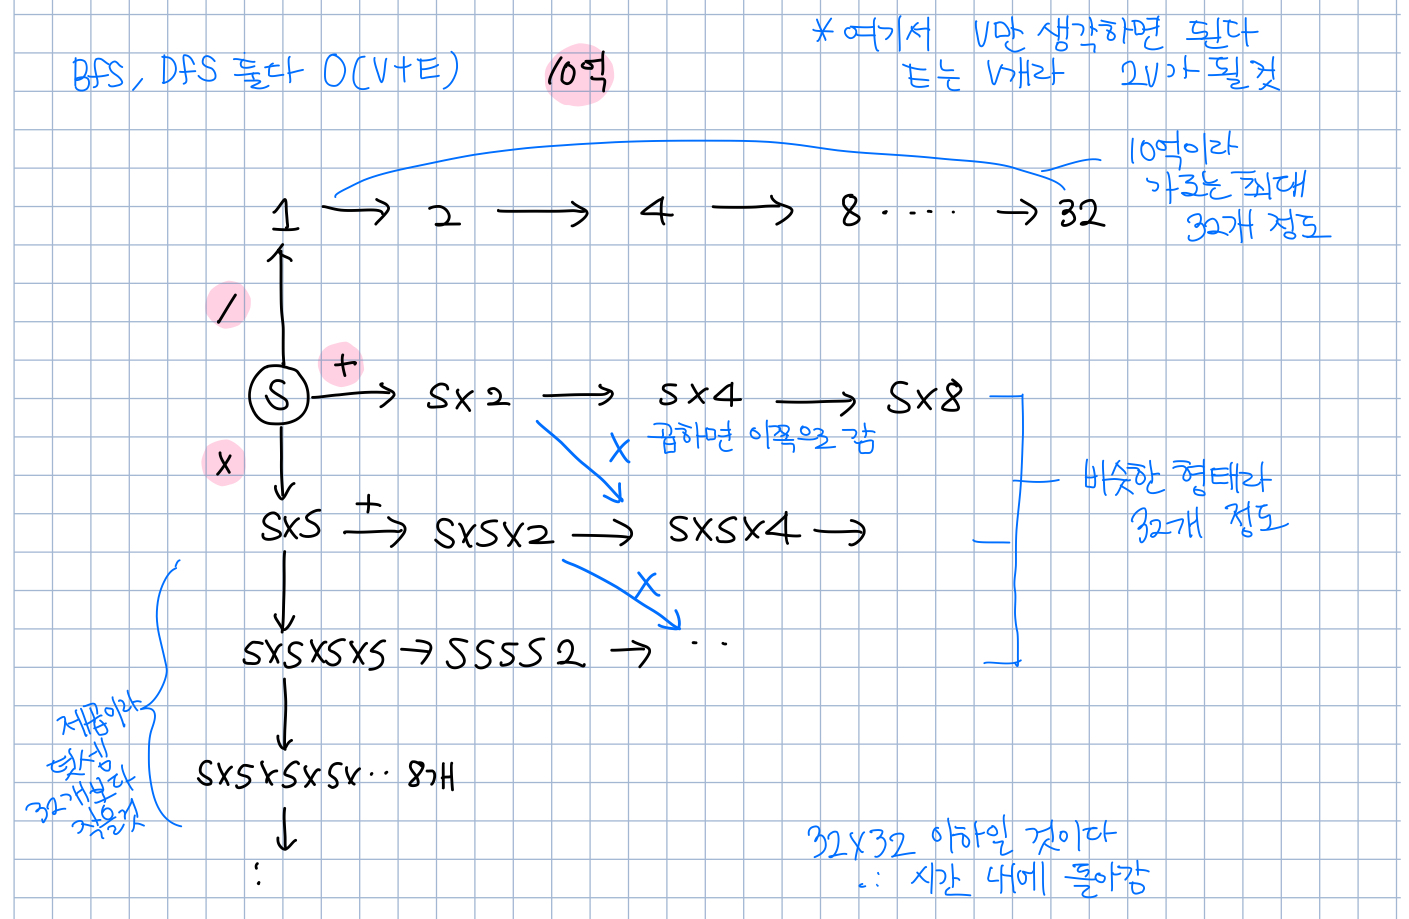 BFS, DFS 둘다 O(V+E)
10억
* 여기서 V만 생각하면 된다
E는 V개라 2V가 될것
10억이라
가로는 최대
32개 정도
1 → 2 → 4 → 8 ···· → 32
/
S + → S×2 → S×4 → S×8
× 곱하면 이쪽으로 감
×
비슷한 형태라
32개 정도
S×S + → S×S×2 → S×S×4 →
×
S×S×S×S → SSSS2 → ··
제곱이라
덧셈
32개보다
작을것
S×S×S×S×·· 8개
:
32×32 이하일 것이다
∴ 시간 내에 돌아감